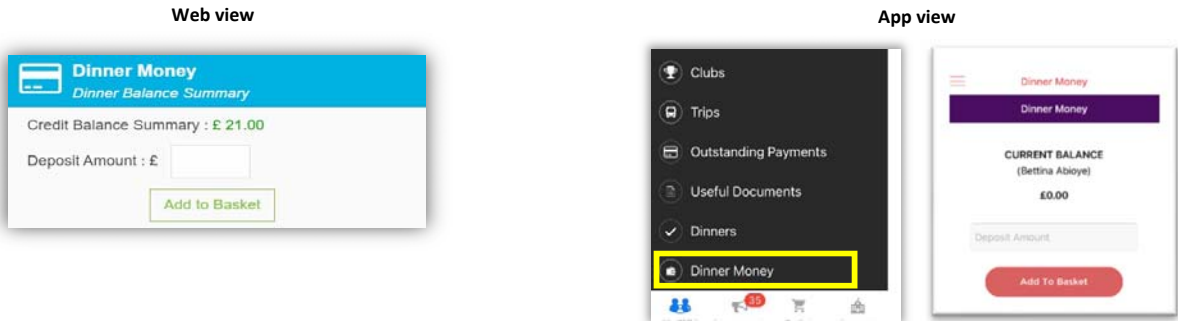 Web view
App view
Dinner Money
Dinner Balance Summary
Credit Balance Summary : £ 21.00
Deposit Amount : £
Add to Basket
Clubs
Trips
Outstanding Payments
Useful Documents
Dinners
Dinner Money
35
Dinner Money
Dinner Money
CURRENT BALANCE
(Bettina Abioye)
£0.00
Deposit Amount
Add To Basket